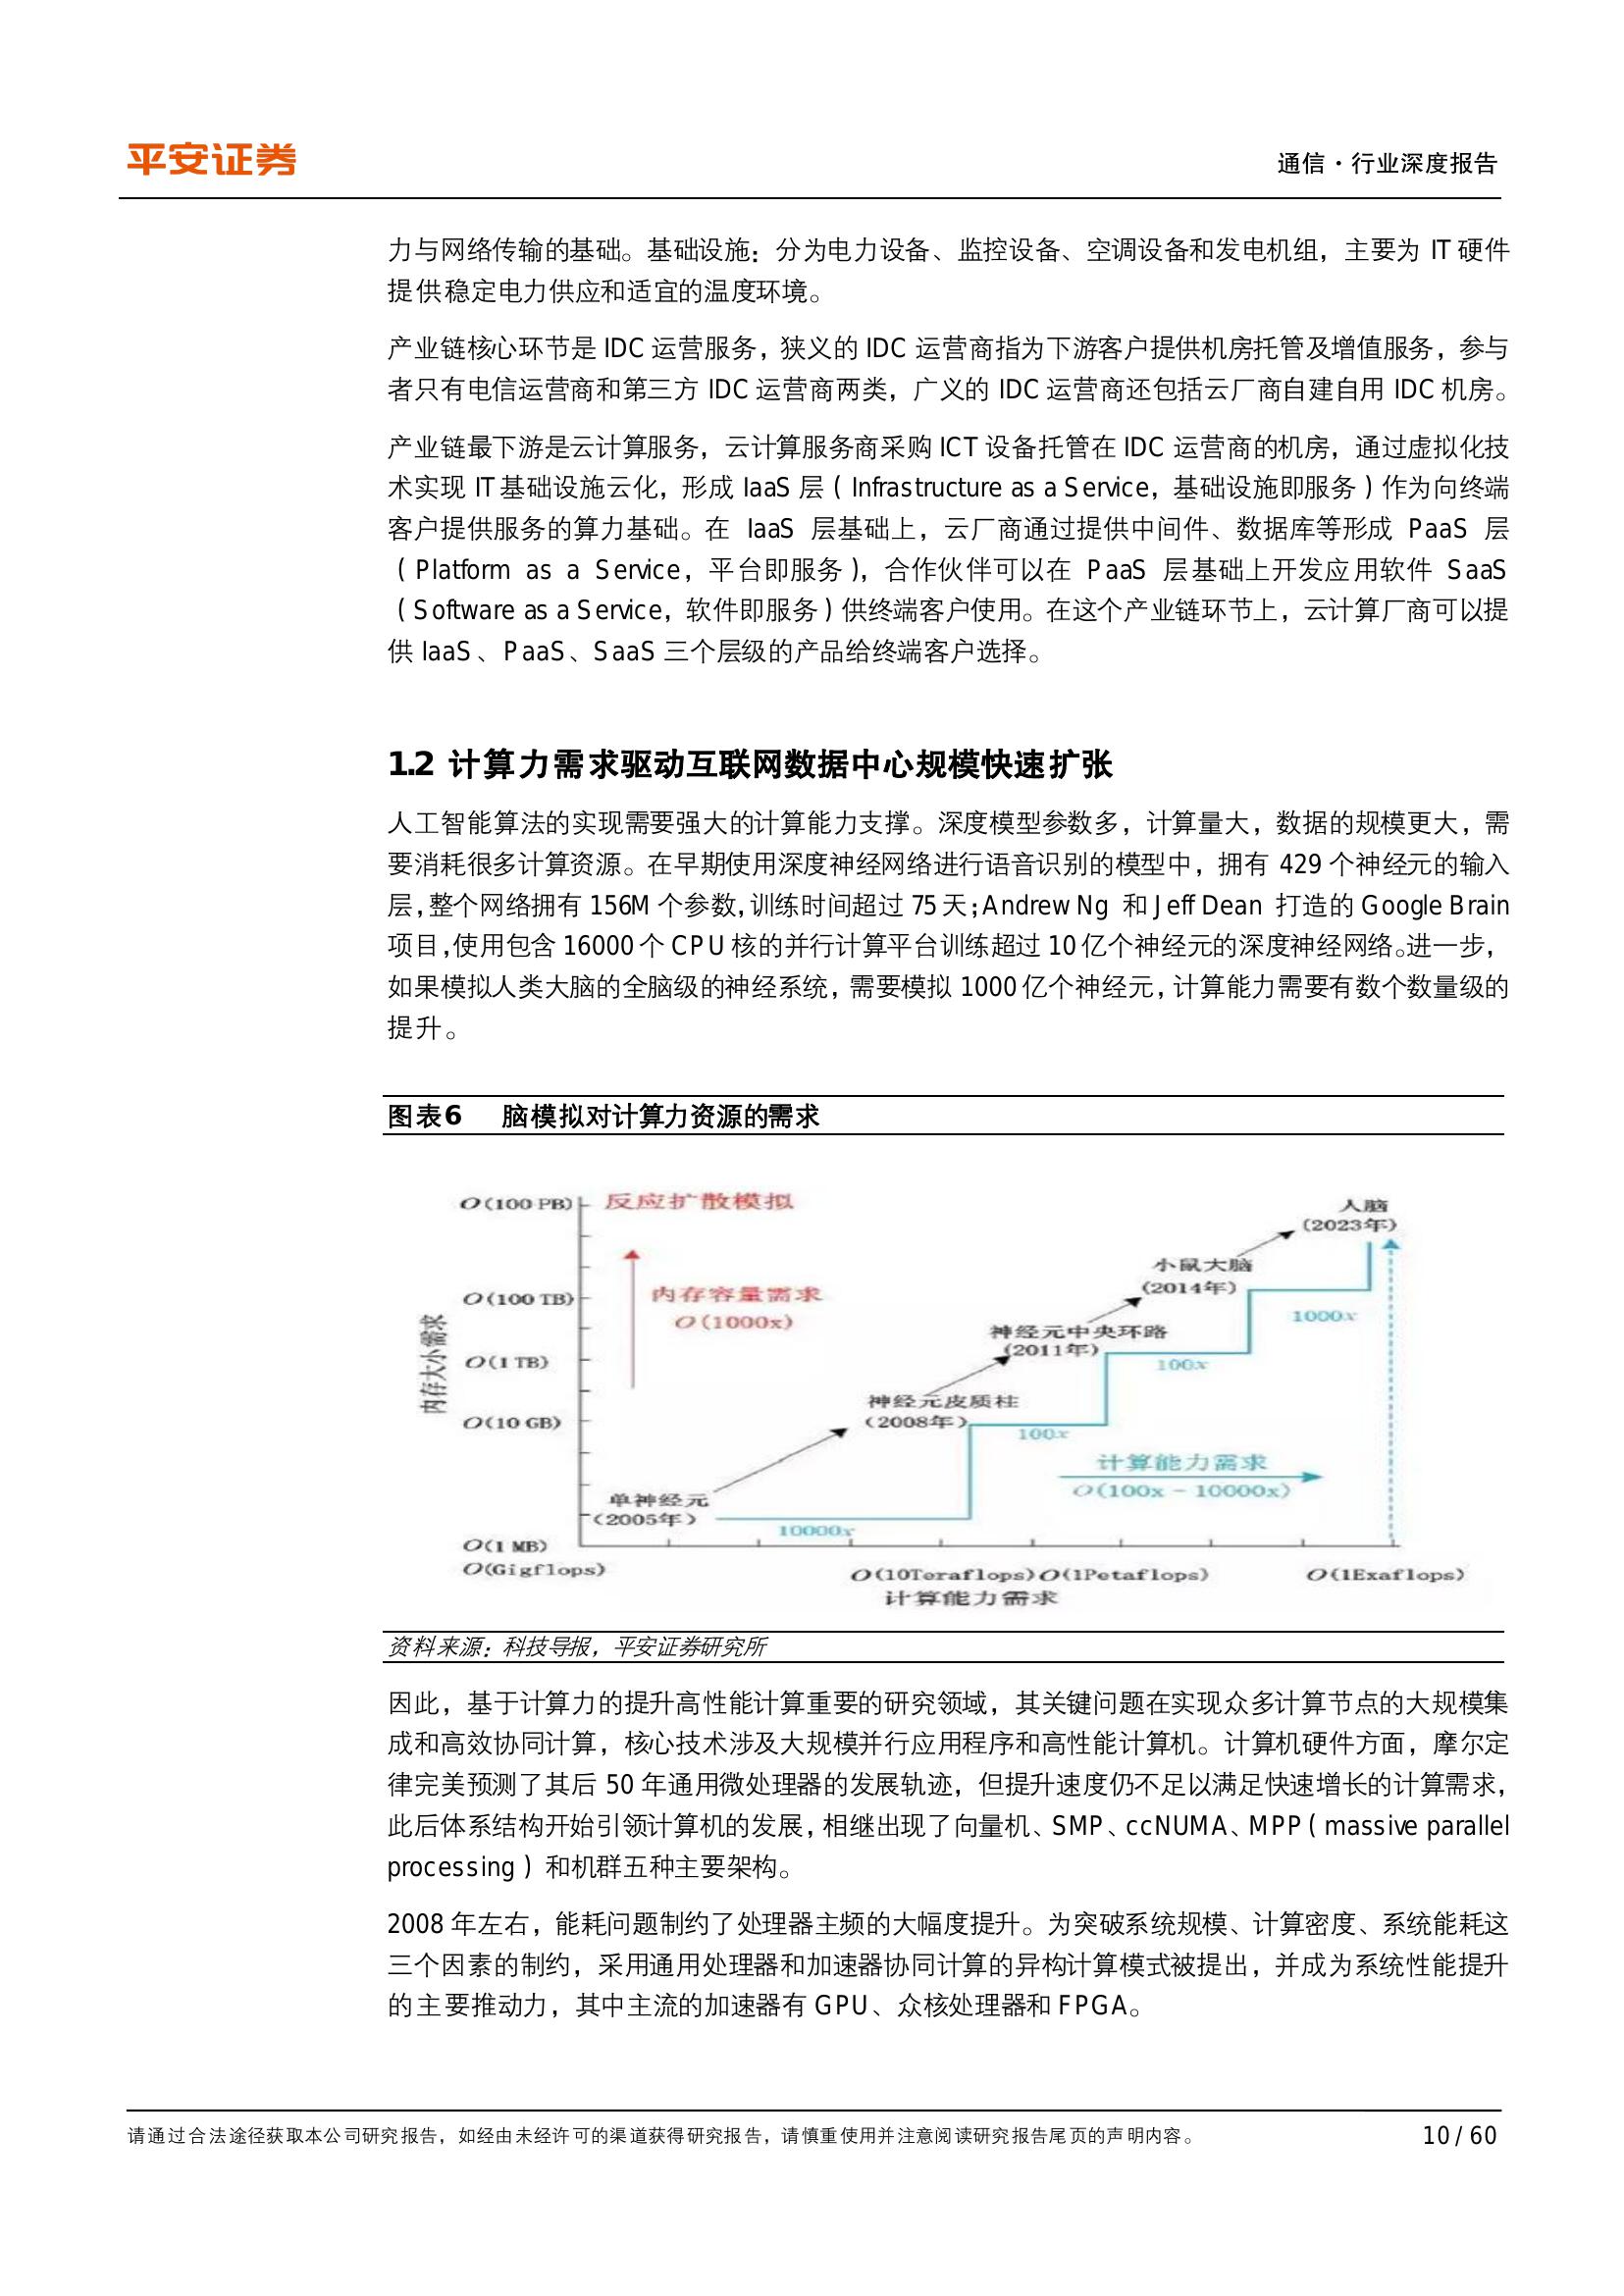 平安证券
通信·行业深度报告
力与网络传输的基础。基础设施：分为电力设备、监控设备、空调设备和发电机组，主要为 IT 硬件
提供稳定电力供应和适宜的温度环境。
产业链核心环节是 IDC 运营服务，狭义的 IDC 运营商指为下游客户提供机房托管及增值服务，参与
者只有电信运营商和第三方 IDC 运营商两类，广义的 IDC 运营商还包括云厂商自建自用 IDC 机房。
产业链最下游是云计算服务，云计算服务商采购 ICT 设备托管在 IDC 运营商的机房，通过虚拟化技
术实现 IT 基础设施云化，形成 IaaS 层（Infrastructure as a Service，基础设施即服务）作为向终端
客户提供服务的算力基础。在 IaaS 层基础上，云厂商通过提供中间件、数据库等形成 PaaS 层
（Platform as a Service，平台即服务），合作伙伴可以在 PaaS 层基础上开发应用软件 SaaS
（Software as a Service，软件即服务）供终端客户使用。在这个产业链环节上，云计算厂商可以提
供 IaaS、PaaS、SaaS 三个层级的产品给终端客户选择。
1.2 计算力需求驱动互联网数据中心规模快速扩张
人工智能算法的实现需要强大的计算能力支撑。深度模型参数多，计算量大，数据的规模更大，需
要消耗很多计算资源。在早期使用深度神经网络进行语音识别的模型中，拥有 429 个神经元的输入
层，整个网络拥有 156M 个参数，训练时间超过 75 天；Andrew Ng 和 Jeff Dean 打造的 Google Brain
项目，使用包含 16000 个 CPU 核的并行计算平台训练超过 10 亿个神经元的深度神经网络。进一步，
如果模拟人类大脑的全脑级的神经系统，需要模拟 1000 亿个神经元，计算能力需要有数个数量级的
提升。
图表6 脑模拟对计算力资源的需求
O(100 PB)
反应扩散模拟
人脑
(2023年)
小鼠大脑
(2014年)
内存容量需求
O(1000x)
O(100 TB)
1000x
神经元中央环路
(2011年)
内存大小需求
O(1 TB)
100x
神经元皮质柱
(2008年)
O(10 GB)
100x
计算能力需求
O(100x - 10000x)
单神经元
(2005年)
10000x
O(1 MB)
O(Gigflops)
O(10Teraflops)
O(1Petaflops)
O(1Exaflops)
计算能力需求
资料来源：科技导报，平安证券研究所
因此，基于计算力的提升高性能计算重要的研究领域，其关键问题在实现众多计算节点的大规模集
成和高效协同计算，核心技术涉及大规模并行应用程序和高性能计算机。计算机硬件方面，摩尔定
律完美预测了其后 50 年通用微处理器的发展轨迹，但提升速度仍不足以满足快速增长的计算需求，
此后体系结构开始引领计算机的发展，相继出现了向量机、SMP、ccNUMA、MPP（massive parallel
processing）和机群五种主要架构。
2008 年左右，能耗问题制约了处理器主频的大幅度提升。为突破系统规模、计算密度、系统能耗这
三个因素的制约，采用通用处理器和加速器协同计算的异构计算模式被提出，并成为系统性能提升
的主要推动力，其中主流的加速器有 GPU、众核处理器和 FPGA。
请通过合法途径获取本公司研究报告，如经由未经许可的渠道获得研究报告，请慎重使用并注意阅读研究报告尾页的声明内容。
10 / 60